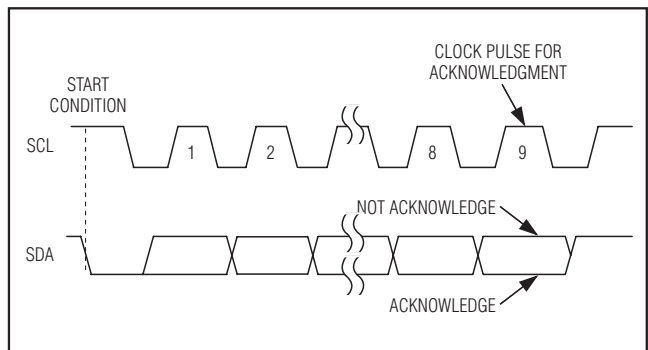 CLOCK PULSE FOR
ACKNOWLEDGMENT
START
CONDITION
SCL
1
2
8
9
NOT ACKNOWLEDGE
SDA
ACKNOWLEDGE